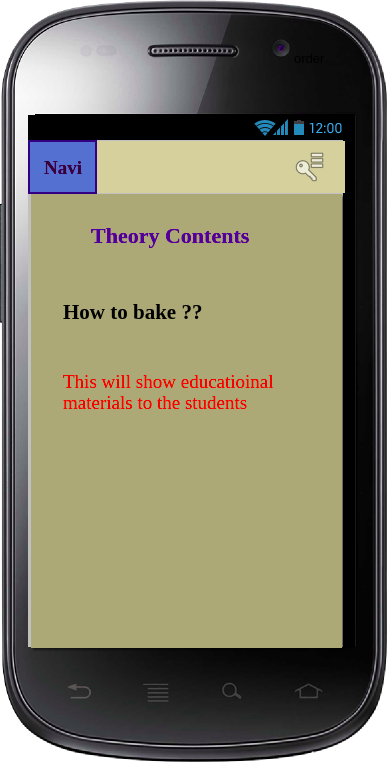 order
12:00
Navi
Theory Contents
How to bake ??
This will show educatioinal
materials to the students